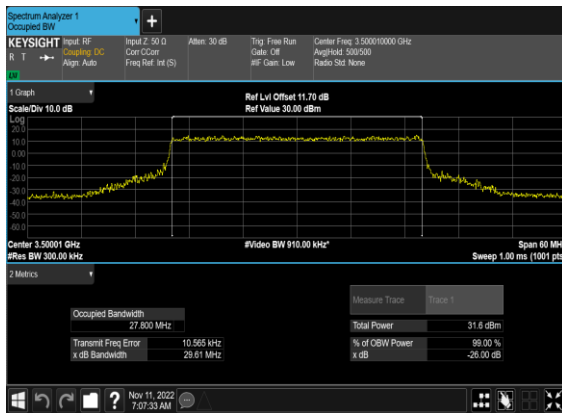 Spectrum Analyzer 1
Occupied BW
KEYSIGHT
R T
LXI
Input: RF
Coupling: DC
Align: Auto
Input Z: 50 Ω
Corr CCorr
Freq Ref: Int (S)
Atten: 30 dB
Trig: Free Run
Gate: Off
#IF Gain: Low
Center Freq: 3.500010000 GHz
Avg|Hold: 500/500
Radio Std: None
1 Graph
Scale/Div 10.0 dB
Ref Lvl Offset 11.70 dB
Ref Value 30.00 dBm
Log
20.0
10.0
0.00
-10.0
-20.0
-30.0
-40.0
-50.0
-60.0
Center 3.50001 GHz
#Video BW 910.00 kHz*
Span 60 MH
#Res BW 300.00 kHz
Sweep 1.00 ms (1001 pts
2 Metrics
Measure Trace
Trace 1
Occupied Bandwidth
27.800 MHz
Total Power
31.6 dBm
Transmit Freq Error
10.565 kHz
% of OBW Power
99.00 %
x dB Bandwidth
29.61 MHz
x dB
-26.00 dB
?
Nov 11, 2022
7:07:33 AM